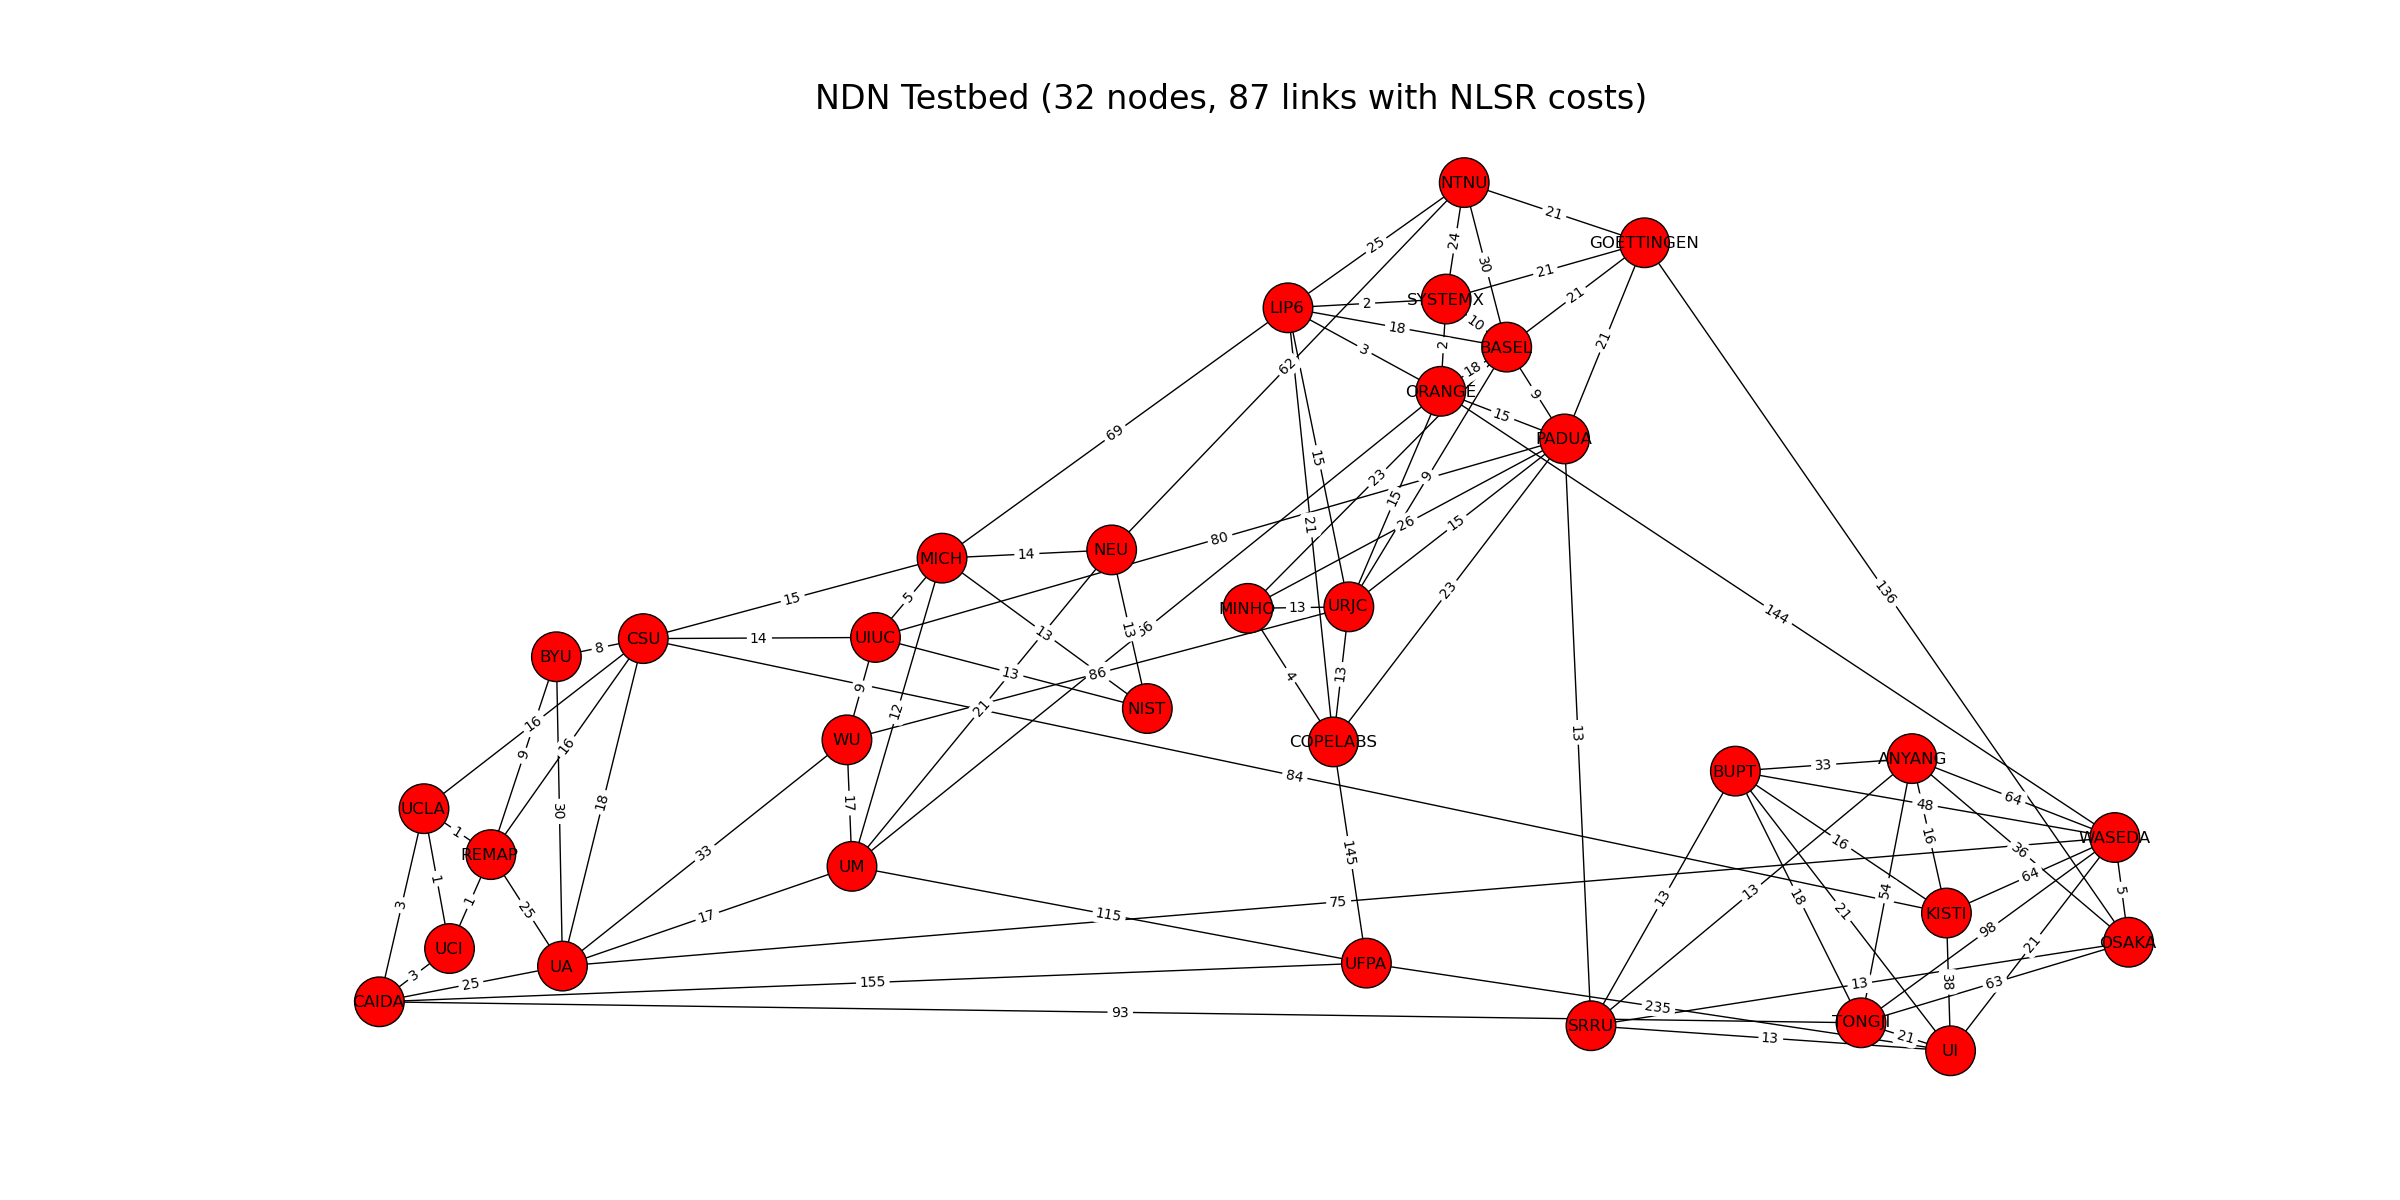 NDN Testbed (32 nodes, 87 links with NLSR costs)
NTNU
21
GOETTINGEN
25
24
30
21
SYSTEMX
LIP6
2
21
10
18
2
BASEL
3
21
62
18
ORANGE
9
15
69
PADUA
15
23
9
15
21
26
15
80
NEU
14
MICH
136
5
23
15
MINHO
13
URJC
144
13
13
66
CSU
14
UIUC
8
BYU
13
86
4
13
9
21
NIST
12
16
13
WU
COPELABS
16
9
ANYANG
33
BUPT
84
64
18
17
30
48
UCLA
1
16
WASEDA
16
36
33
145
REMAP
UM
64
1
5
54
13
13
18
1
75
3
25
17
115
21
KISTI
98
21
OSAKA
UCI
3
UA
UFPA
25
155
13
38
63
CAIDA
93
235
SRRU
TONGJI
13
21
UI